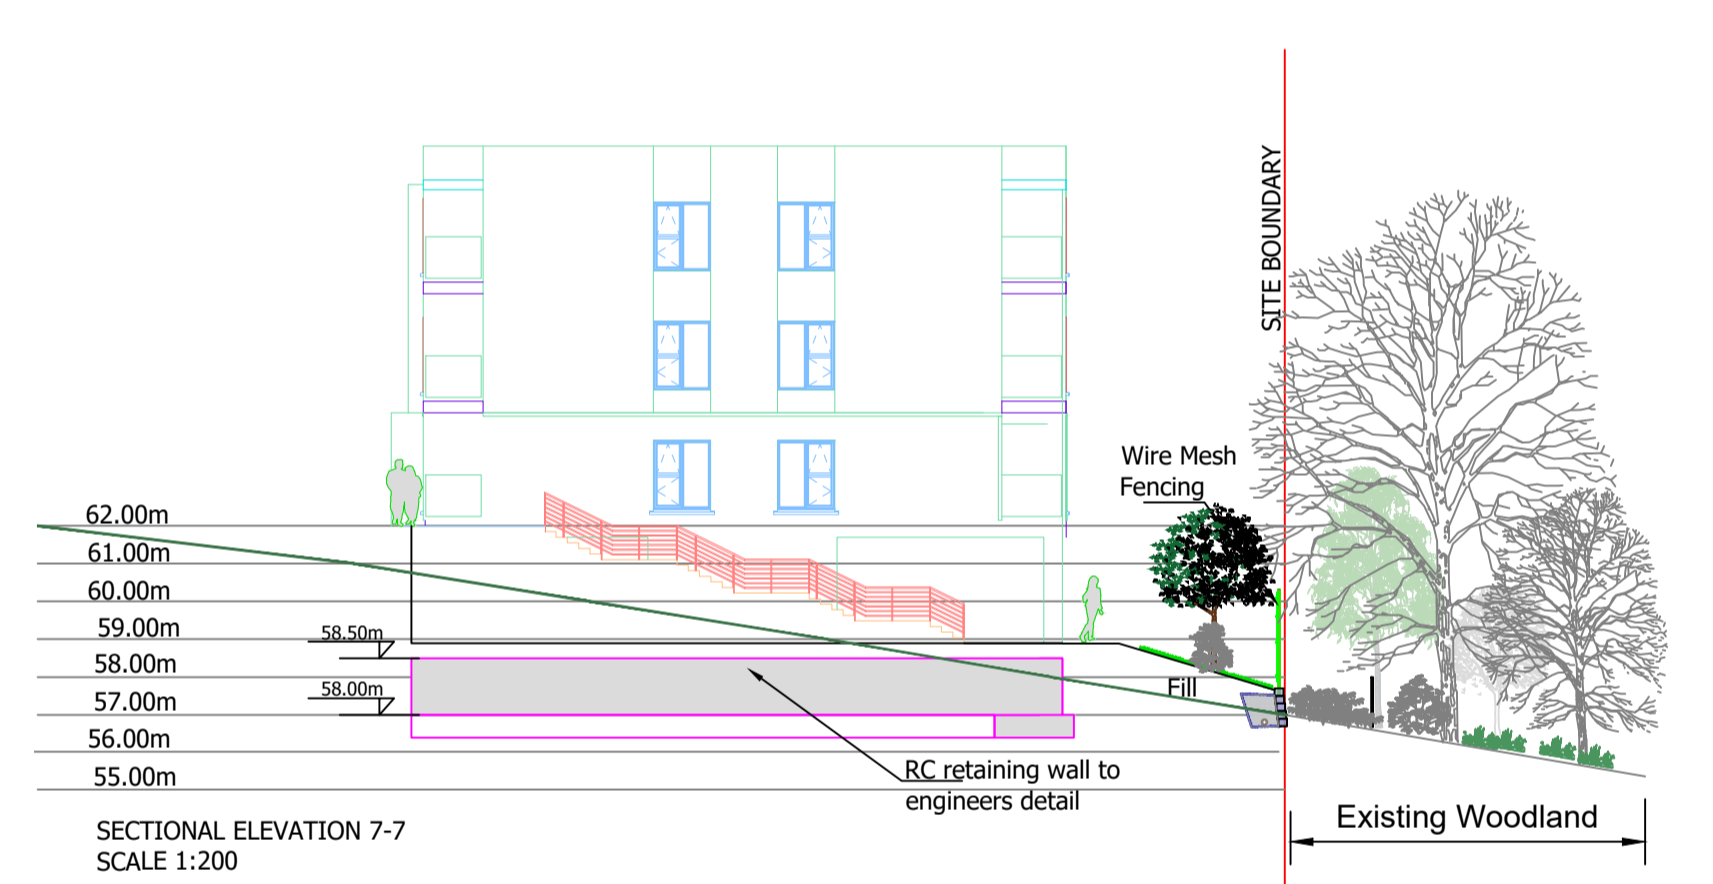 SITE BOUNDARY
Wire Mesh
Fencing
62.00m
61.00m
60.00m
59.00m
58.50m
58.00m
Fill
58.00m
57.00m
56.00m
55.00m
RC retaining wall to
engineers detail
Existing Woodland
SECTIONAL ELEVATION 7-7
SCALE 1:200